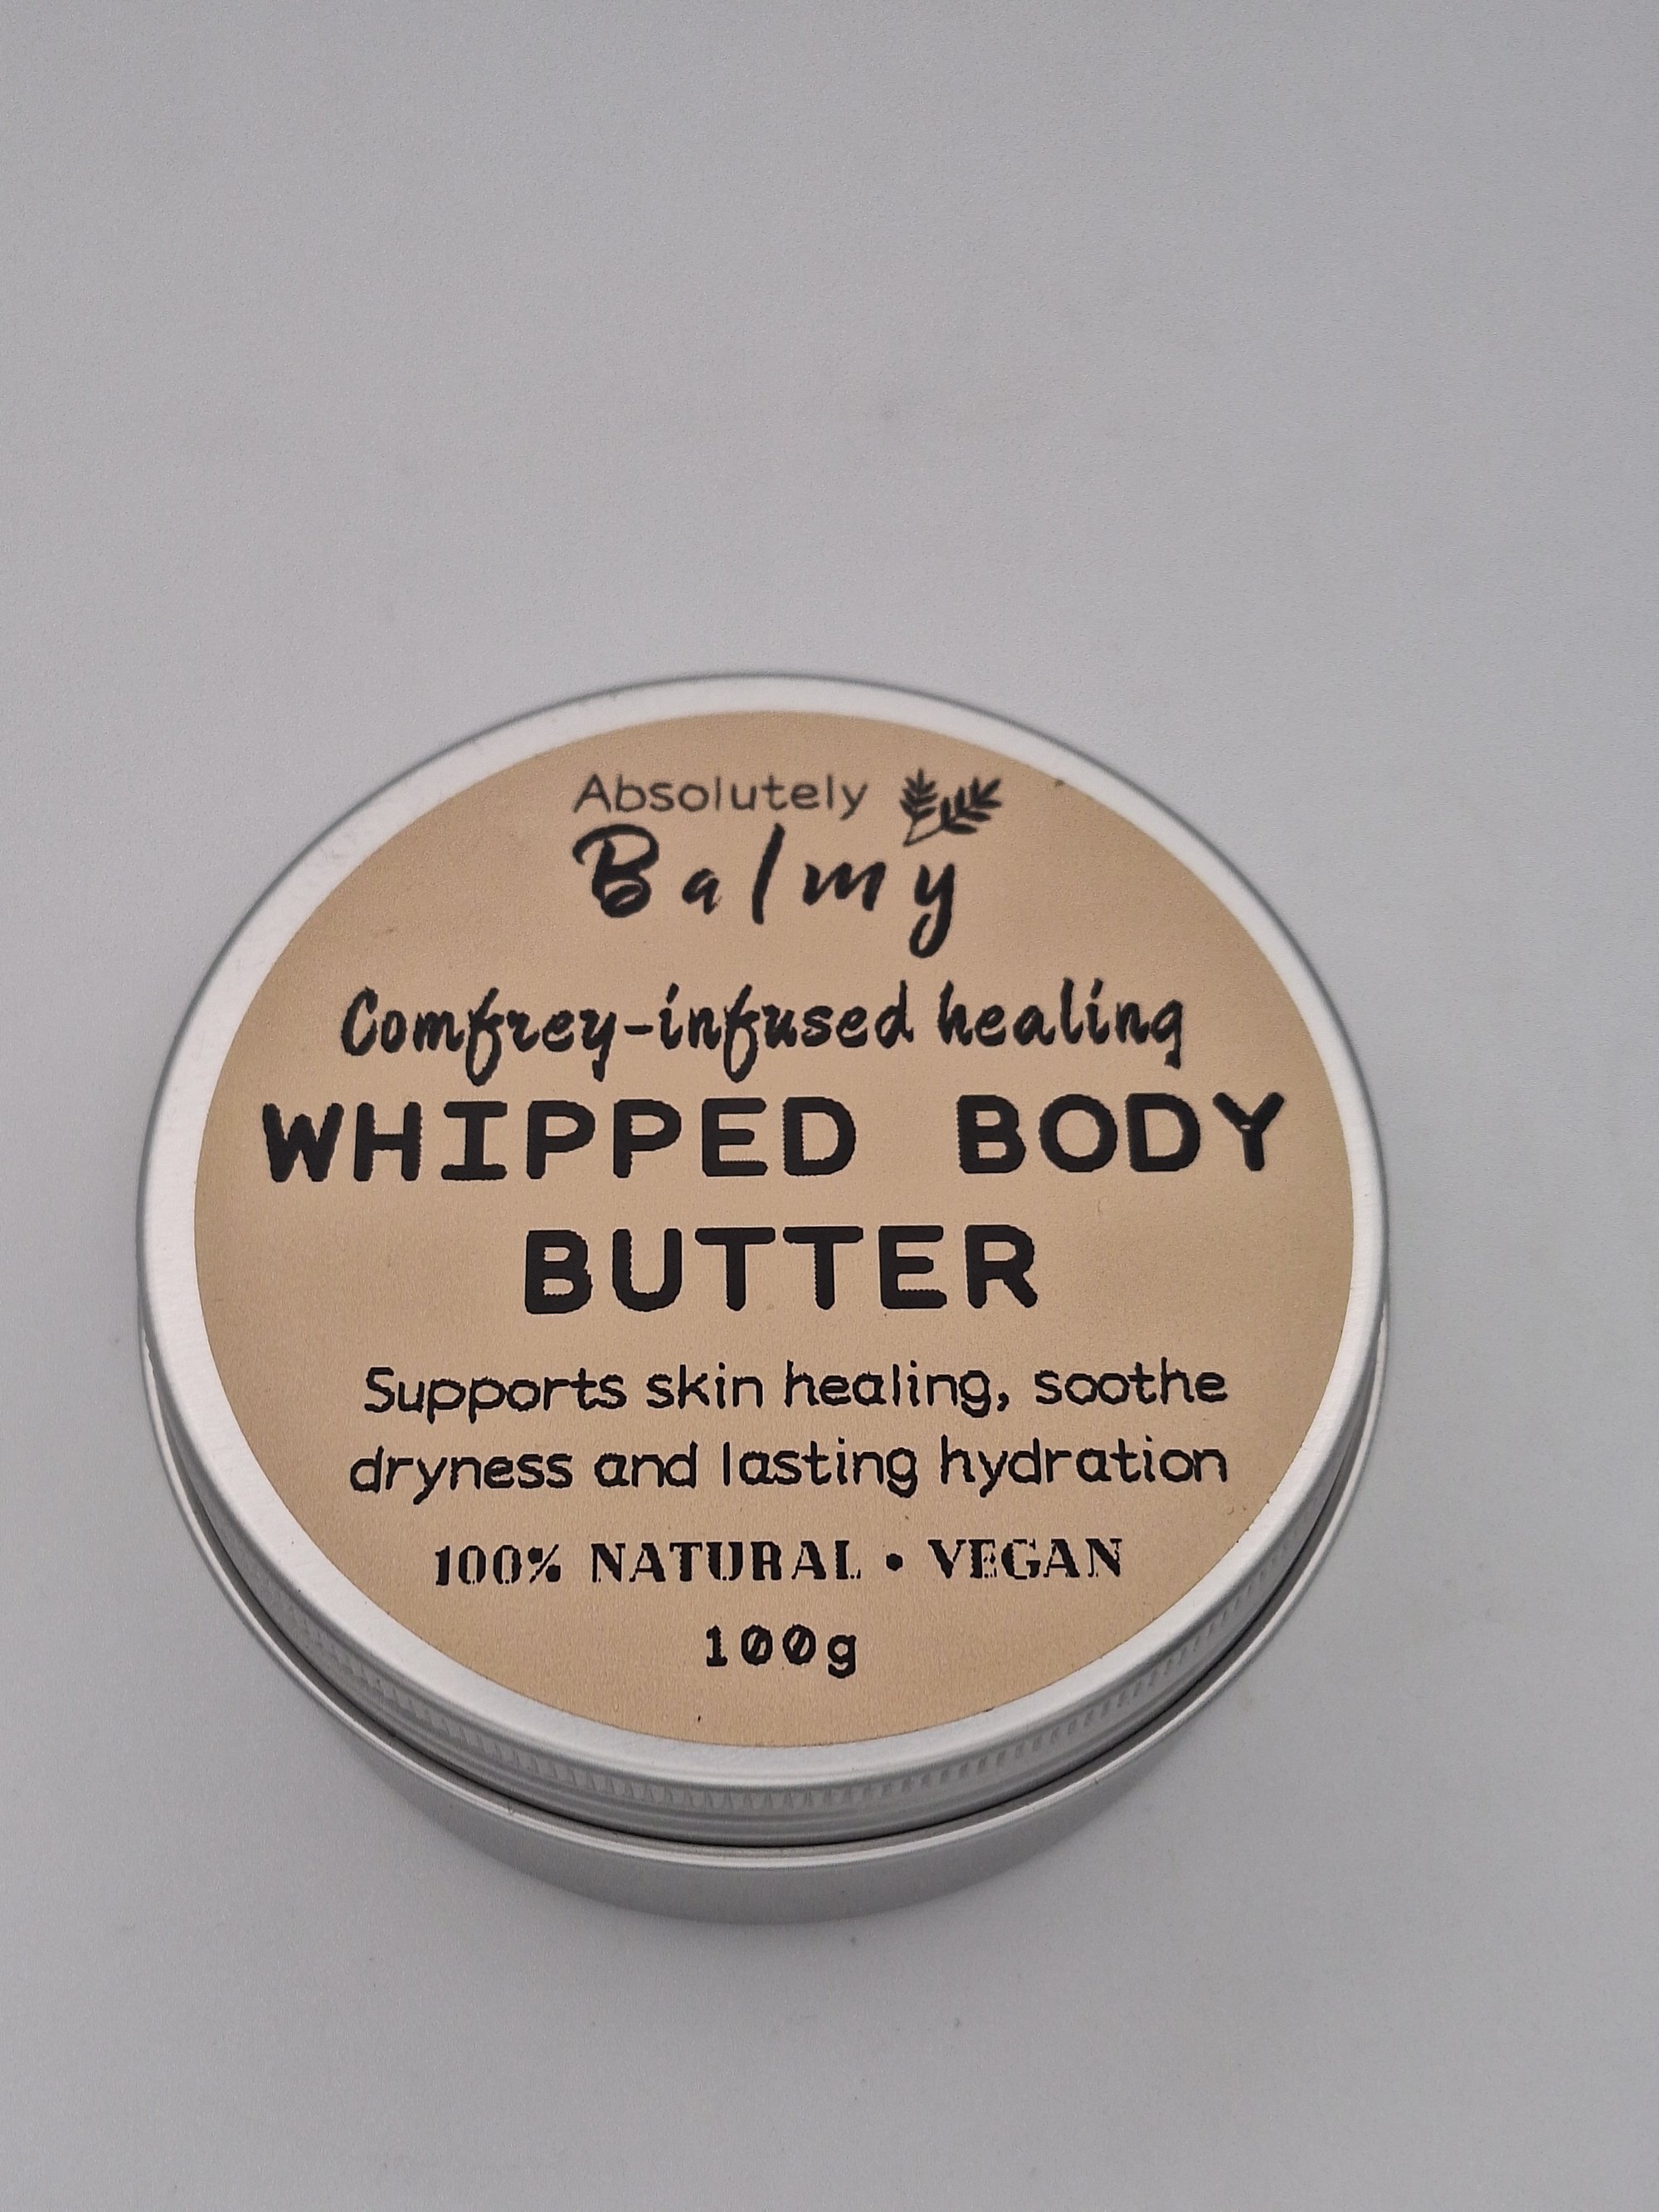 Absolutely
Balmy
Comfrey-infused healing
WHIPPED BODY
BUTTER
Supports skin healing, soothe
dryness and lasting hydration
100% NATURAL • VEGAN
100g